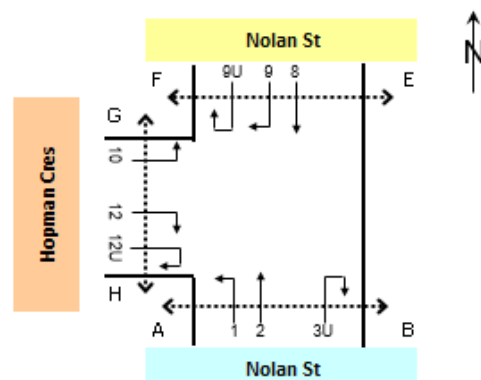 Nolan St
N
F
9U 9 8
E
G
10
Hopman Cres
12
12U
H
A
1 2 3U
B
Nolan St